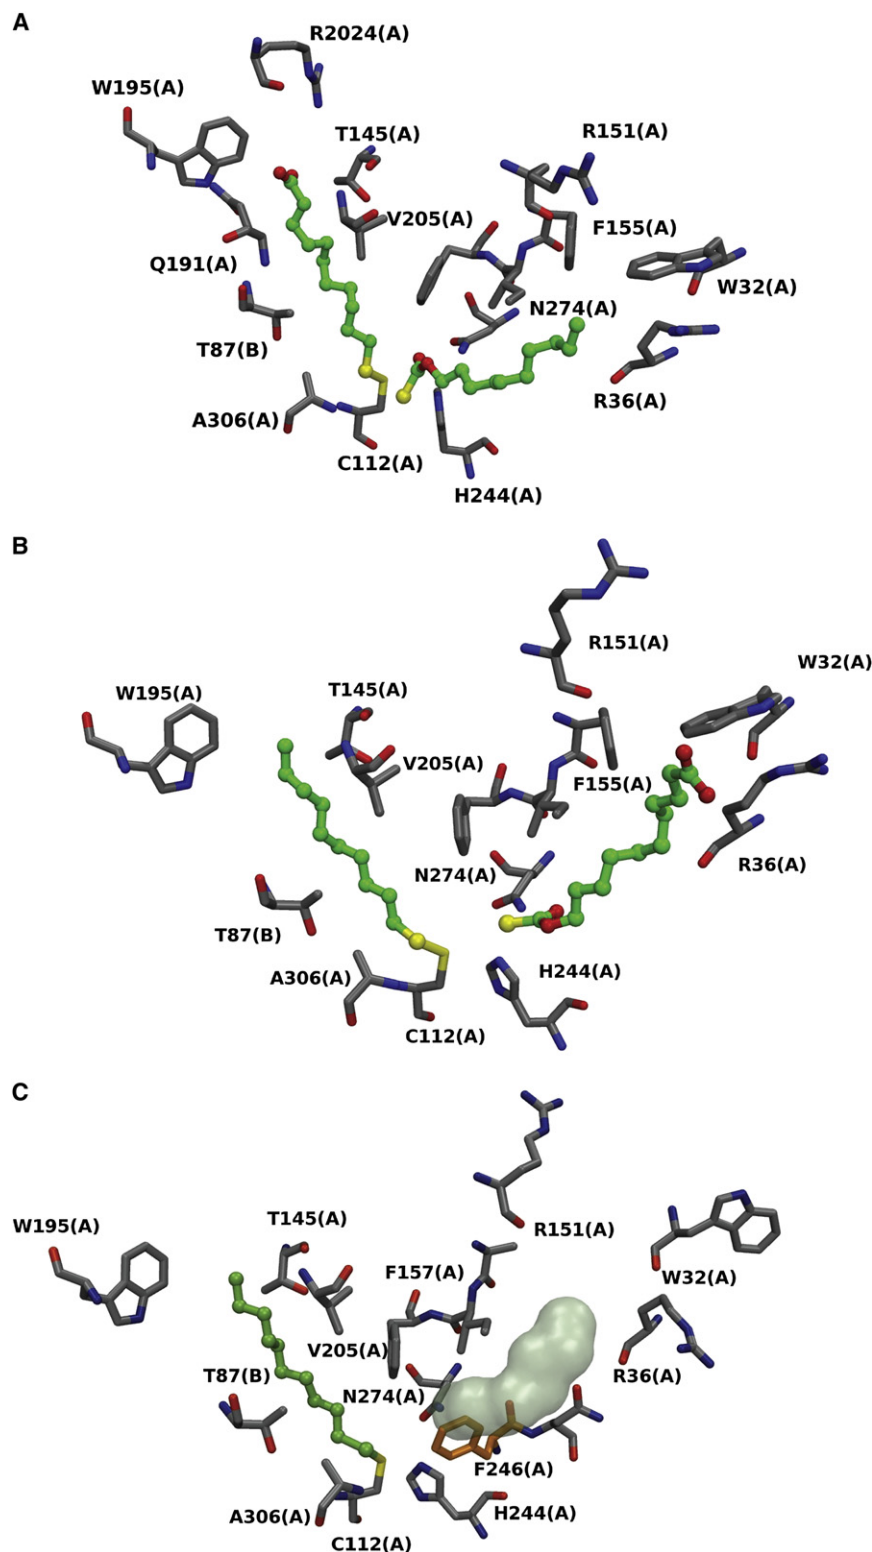 A
R2024(A)
W195(A)
T145(A)
R151(A)
V205(A)
F155(A)
Q191(A)
W32(A)
N274(A)
T87(B)
R36(A)
A306(A)
C112(A)
H244(A)
B
R151(A)
W32(A)
W195(A)
T145(A)
V205(A)
F155(A)
R36(A)
N274(A)
T87(B)
H244(A)
A306(A)
C112(A)
C
W195(A)
T145(A)
R151(A)
F157(A)
W32(A)
V205(A)
R36(A)
T87(B)
N274(A)
F246(A)
A306(A)
H244(A)
C112(A)